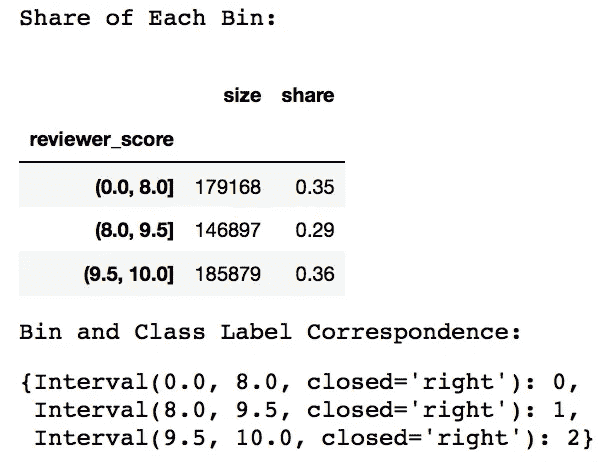 Share of Each Bin:
size share
reviewer_score
(0.0, 8.0] 179168 0.35
(8.0, 9.5] 146897 0.29
(9.5, 10.0] 185879 0.36
Bin and Class Label Correspondence:
{Interval(0.0, 8.0, closed='right'): 0,
Interval(8.0, 9.5, closed='right'): 1,
Interval(9.5, 10.0, closed='right'): 2}